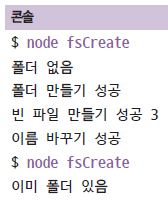 콘솔
$ node fsCreate
폴더 없음
폴더 만들기 성공
빈 파일 만들기 성공 3
이름 바꾸기 성공
$ node fsCreate
이미 폴더 있음